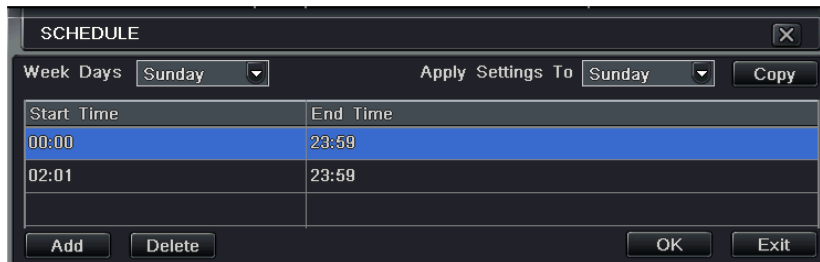 SCHEDULE
Week Days Sunday Apply Settings To Sunday Copy
Start Time End Time
00:00 23:59
02:01 23:59
Add Delete OK Exit